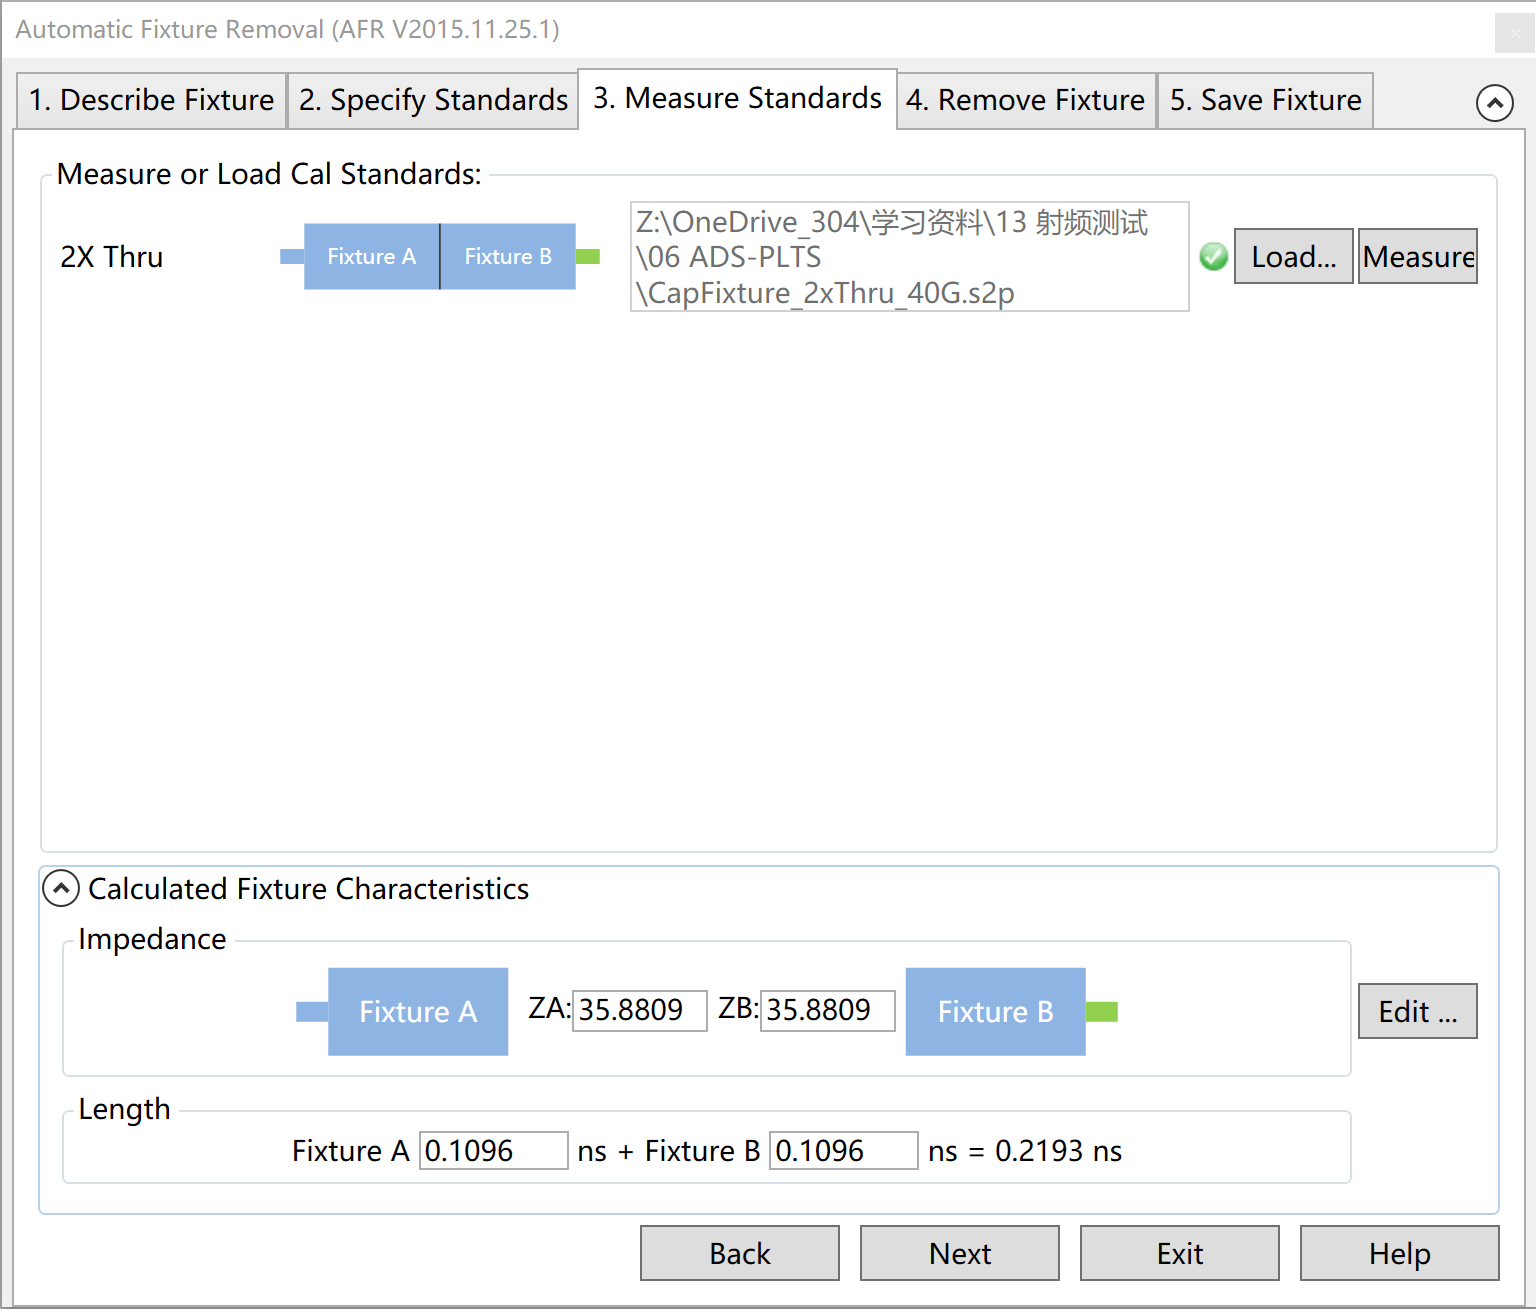 Automatic Fixture Removal (AFR V2015.11.25.1)
1. Describe Fixture
2. Specify Standards
3. Measure Standards
4. Remove Fixture
5. Save Fixture
Measure or Load Cal Standards:
2X Thru
Fixture A
Fixture B
Z:\OneDrive_304\学习资料\13 射频测试
\06 ADS-PLTS
\CapFixture_2xThru_40G.s2p
Load...
Measure
Calculated Fixture Characteristics
Impedance
Fixture A
ZA: 35.8809
ZB: 35.8809
Fixture B
Edit ...
Length
Fixture A 0.1096 ns + Fixture B 0.1096 ns = 0.2193 ns
Back
Next
Exit
Help